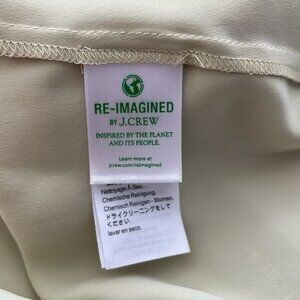 RE-IMAGINED
BY J.CREW
INSPIRED BY THE PLANET
AND ITS PEOPLE.
Learn more at
jcrew.com/reimagined
Nettoyage À Sec.
Chemische Reinigung.
Chemisch Reinigen - Stomen.
ドライクリーニングをして
ください.
lavar en seco.